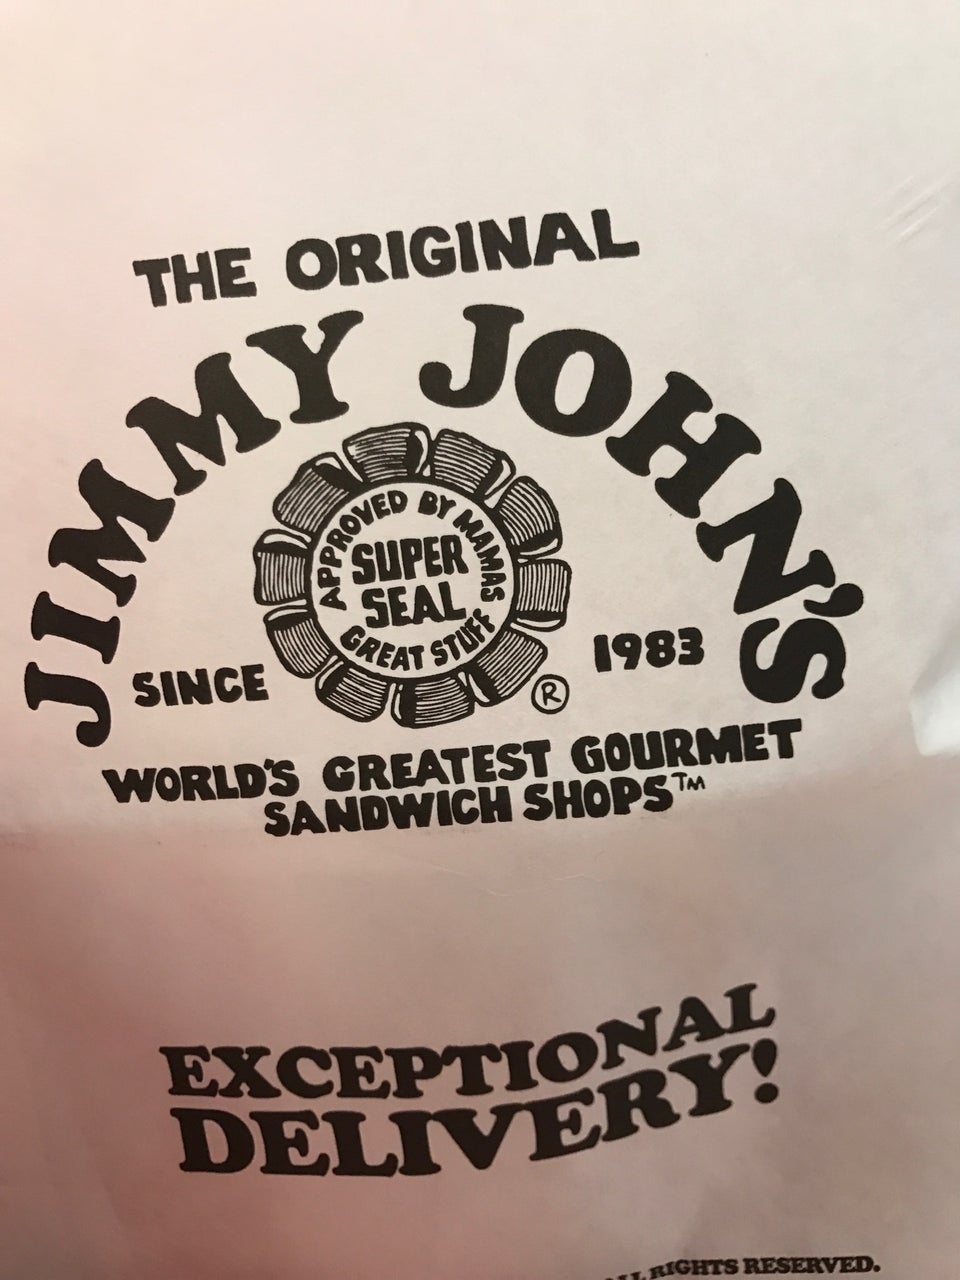 THE ORIGINAL
JIMMY JOHN'S
APPROVED BY MAMAS
SUPER
SEAL
GREAT STUFF
®
SINCE 1983
WORLD'S GREATEST GOURMET
SANDWICH SHOPS™
EXCEPTIONAL
DELIVERY!
ALL RIGHTS RESERVED.